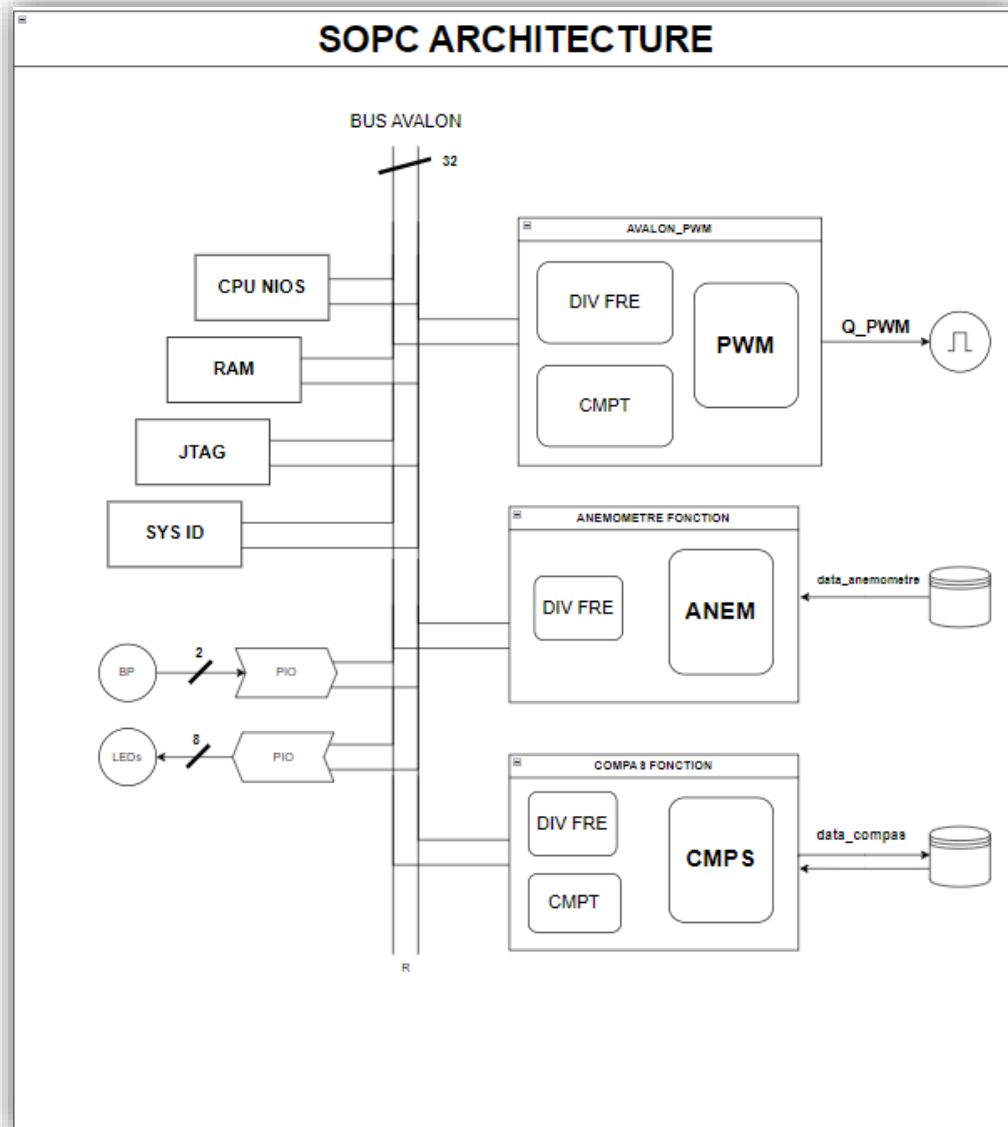 SOPC ARCHITECTURE
BUS AVALON
32
CPU NIOS
RAM
JTAG
SYS ID
BP
2
PIO
LEDs
8
PIO
R
AVALON_PWM
DIV FRE
CMPT
PWM
Q_PWM
ANEMOMETRE FONCTION
DIV FRE
ANEM
data_anemometre
COMPAS FONCTION
DIV FRE
CMPT
CMPS
data_compas